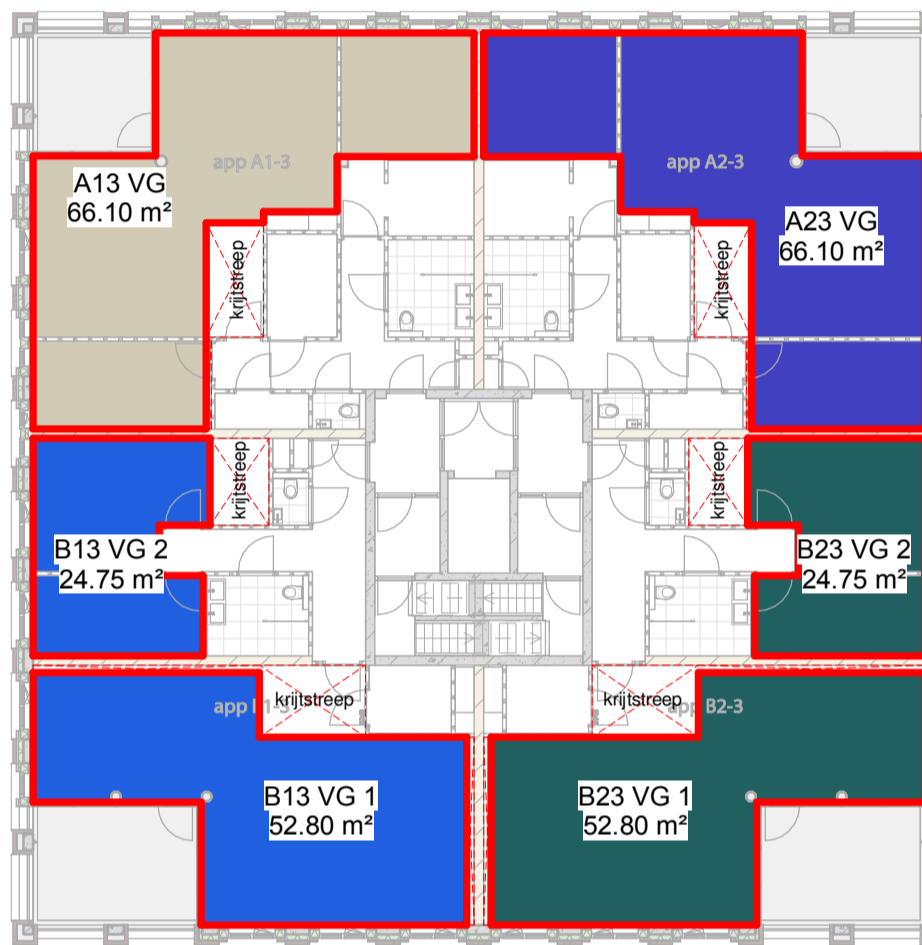 app A1-3
app A2-3
A13 VG
66.10 m²
A23 VG
66.10 m²
krijtstreep
krijtstreep
krijtstreep
krijtstreep
B13 VG 2
24.75 m²
B23 VG 2
24.75 m²
krijtstreep
krijtstreep
app B1-3
app B2-3
B13 VG 1
52.80 m²
B23 VG 1
52.80 m²